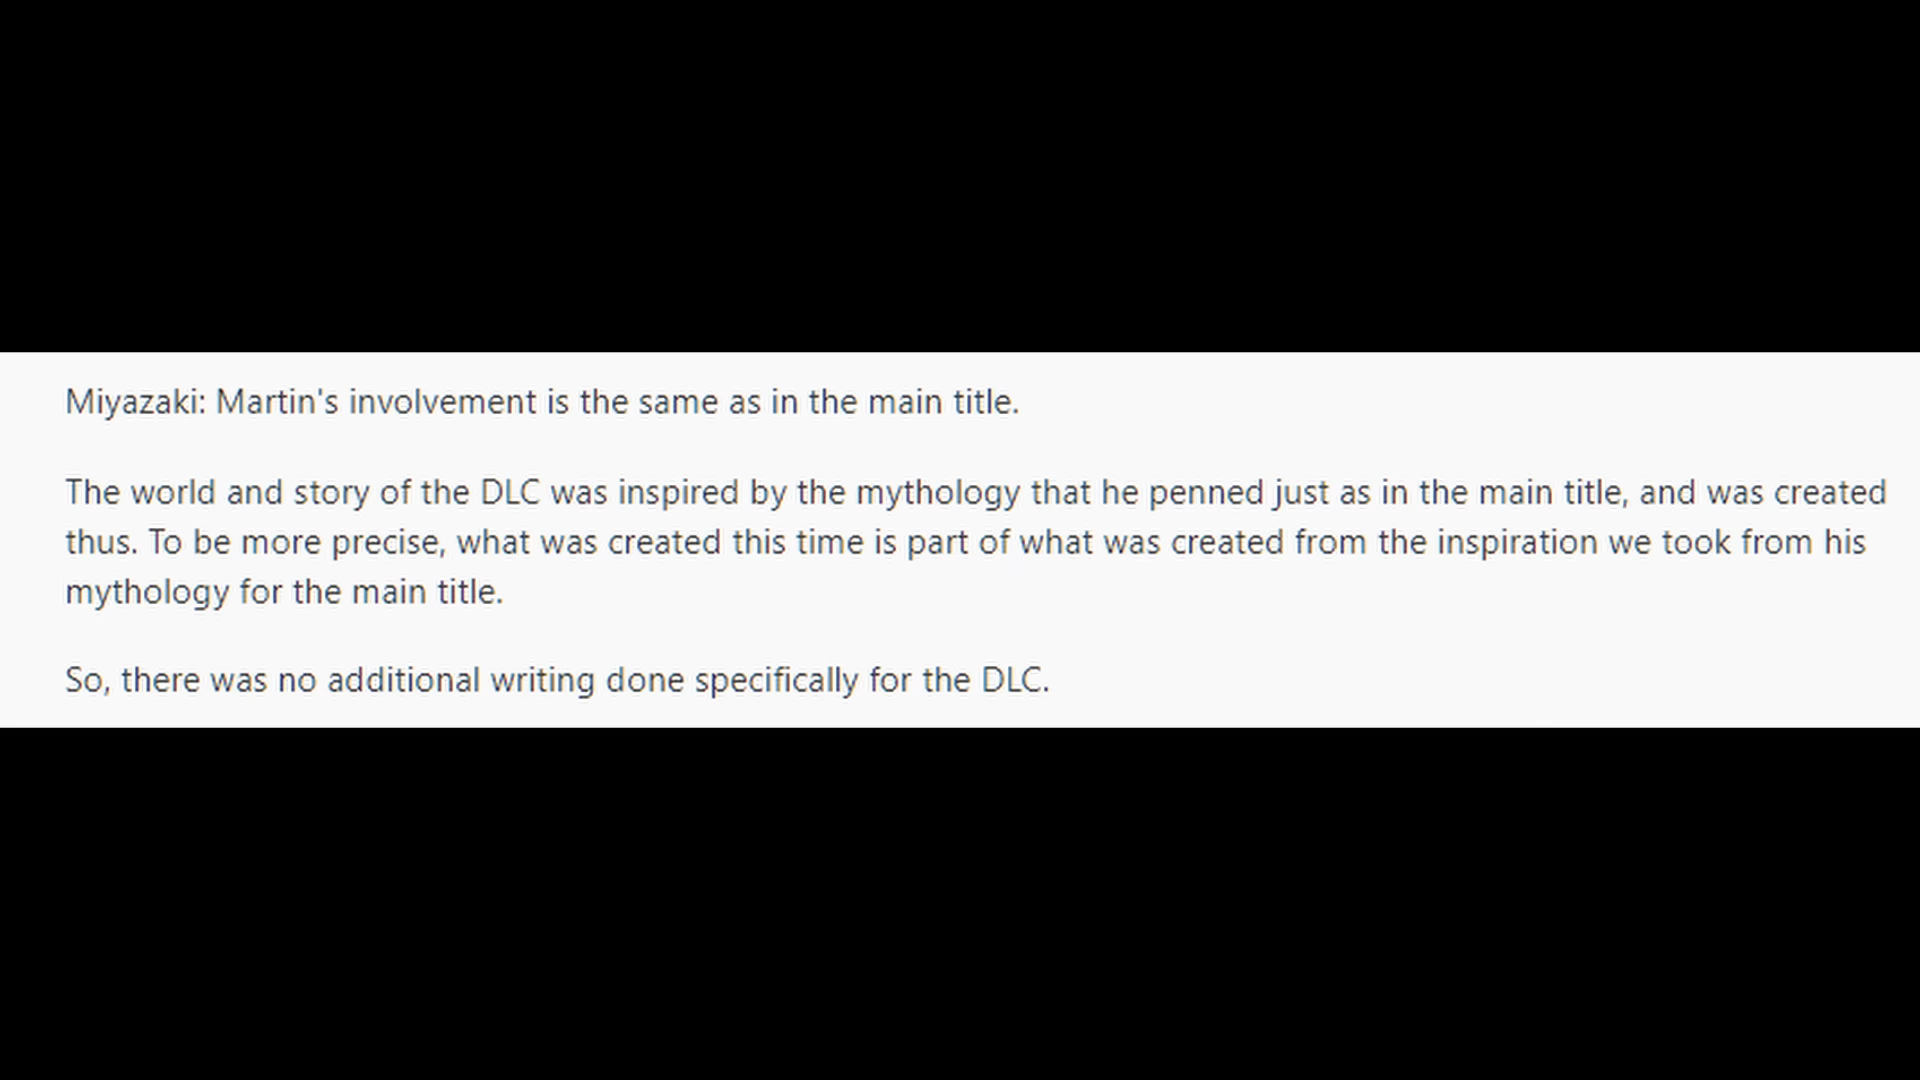 Miyazaki: Martin's involvement is the same as in the main title.
The world and story of the DLC was inspired by the mythology that he penned just as in the main title, and was created
thus. To be more precise, what was created this time is part of what was created from the inspiration we took from his
mythology for the main title.
So, there was no additional writing done specifically for the DLC.